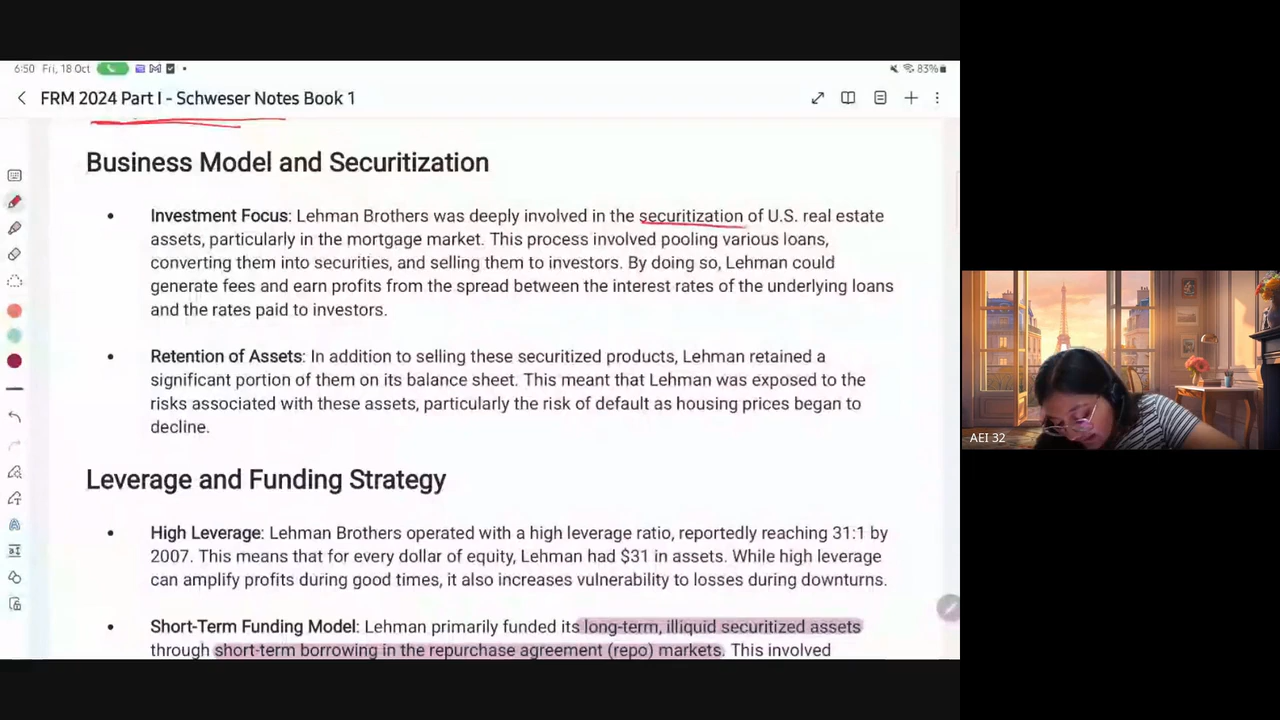 6:50 Fri, 18 Oct
83%
FRM 2024 Part I - Schweser Notes Book 1
Business Model and Securitization
• Investment Focus: Lehman Brothers was deeply involved in the securitization of U.S. real estate
assets, particularly in the mortgage market. This process involved pooling various loans,
converting them into securities, and selling them to investors. By doing so, Lehman could
generate fees and earn profits from the spread between the interest rates of the underlying loans
and the rates paid to investors.
• Retention of Assets: In addition to selling these securitized products, Lehman retained a
significant portion of them on its balance sheet. This meant that Lehman was exposed to the
risks associated with these assets, particularly the risk of default as housing prices began to
decline.
AEI 32
Leverage and Funding Strategy
• High Leverage: Lehman Brothers operated with a high leverage ratio, reportedly reaching 31:1 by
2007. This means that for every dollar of equity, Lehman had $31 in assets. While high leverage
can amplify profits during good times, it also increases vulnerability to losses during downturns.
• Short-Term Funding Model: Lehman primarily funded its long-term, illiquid securitized assets
through short-term borrowing in the repurchase agreement (repo) markets. This involved